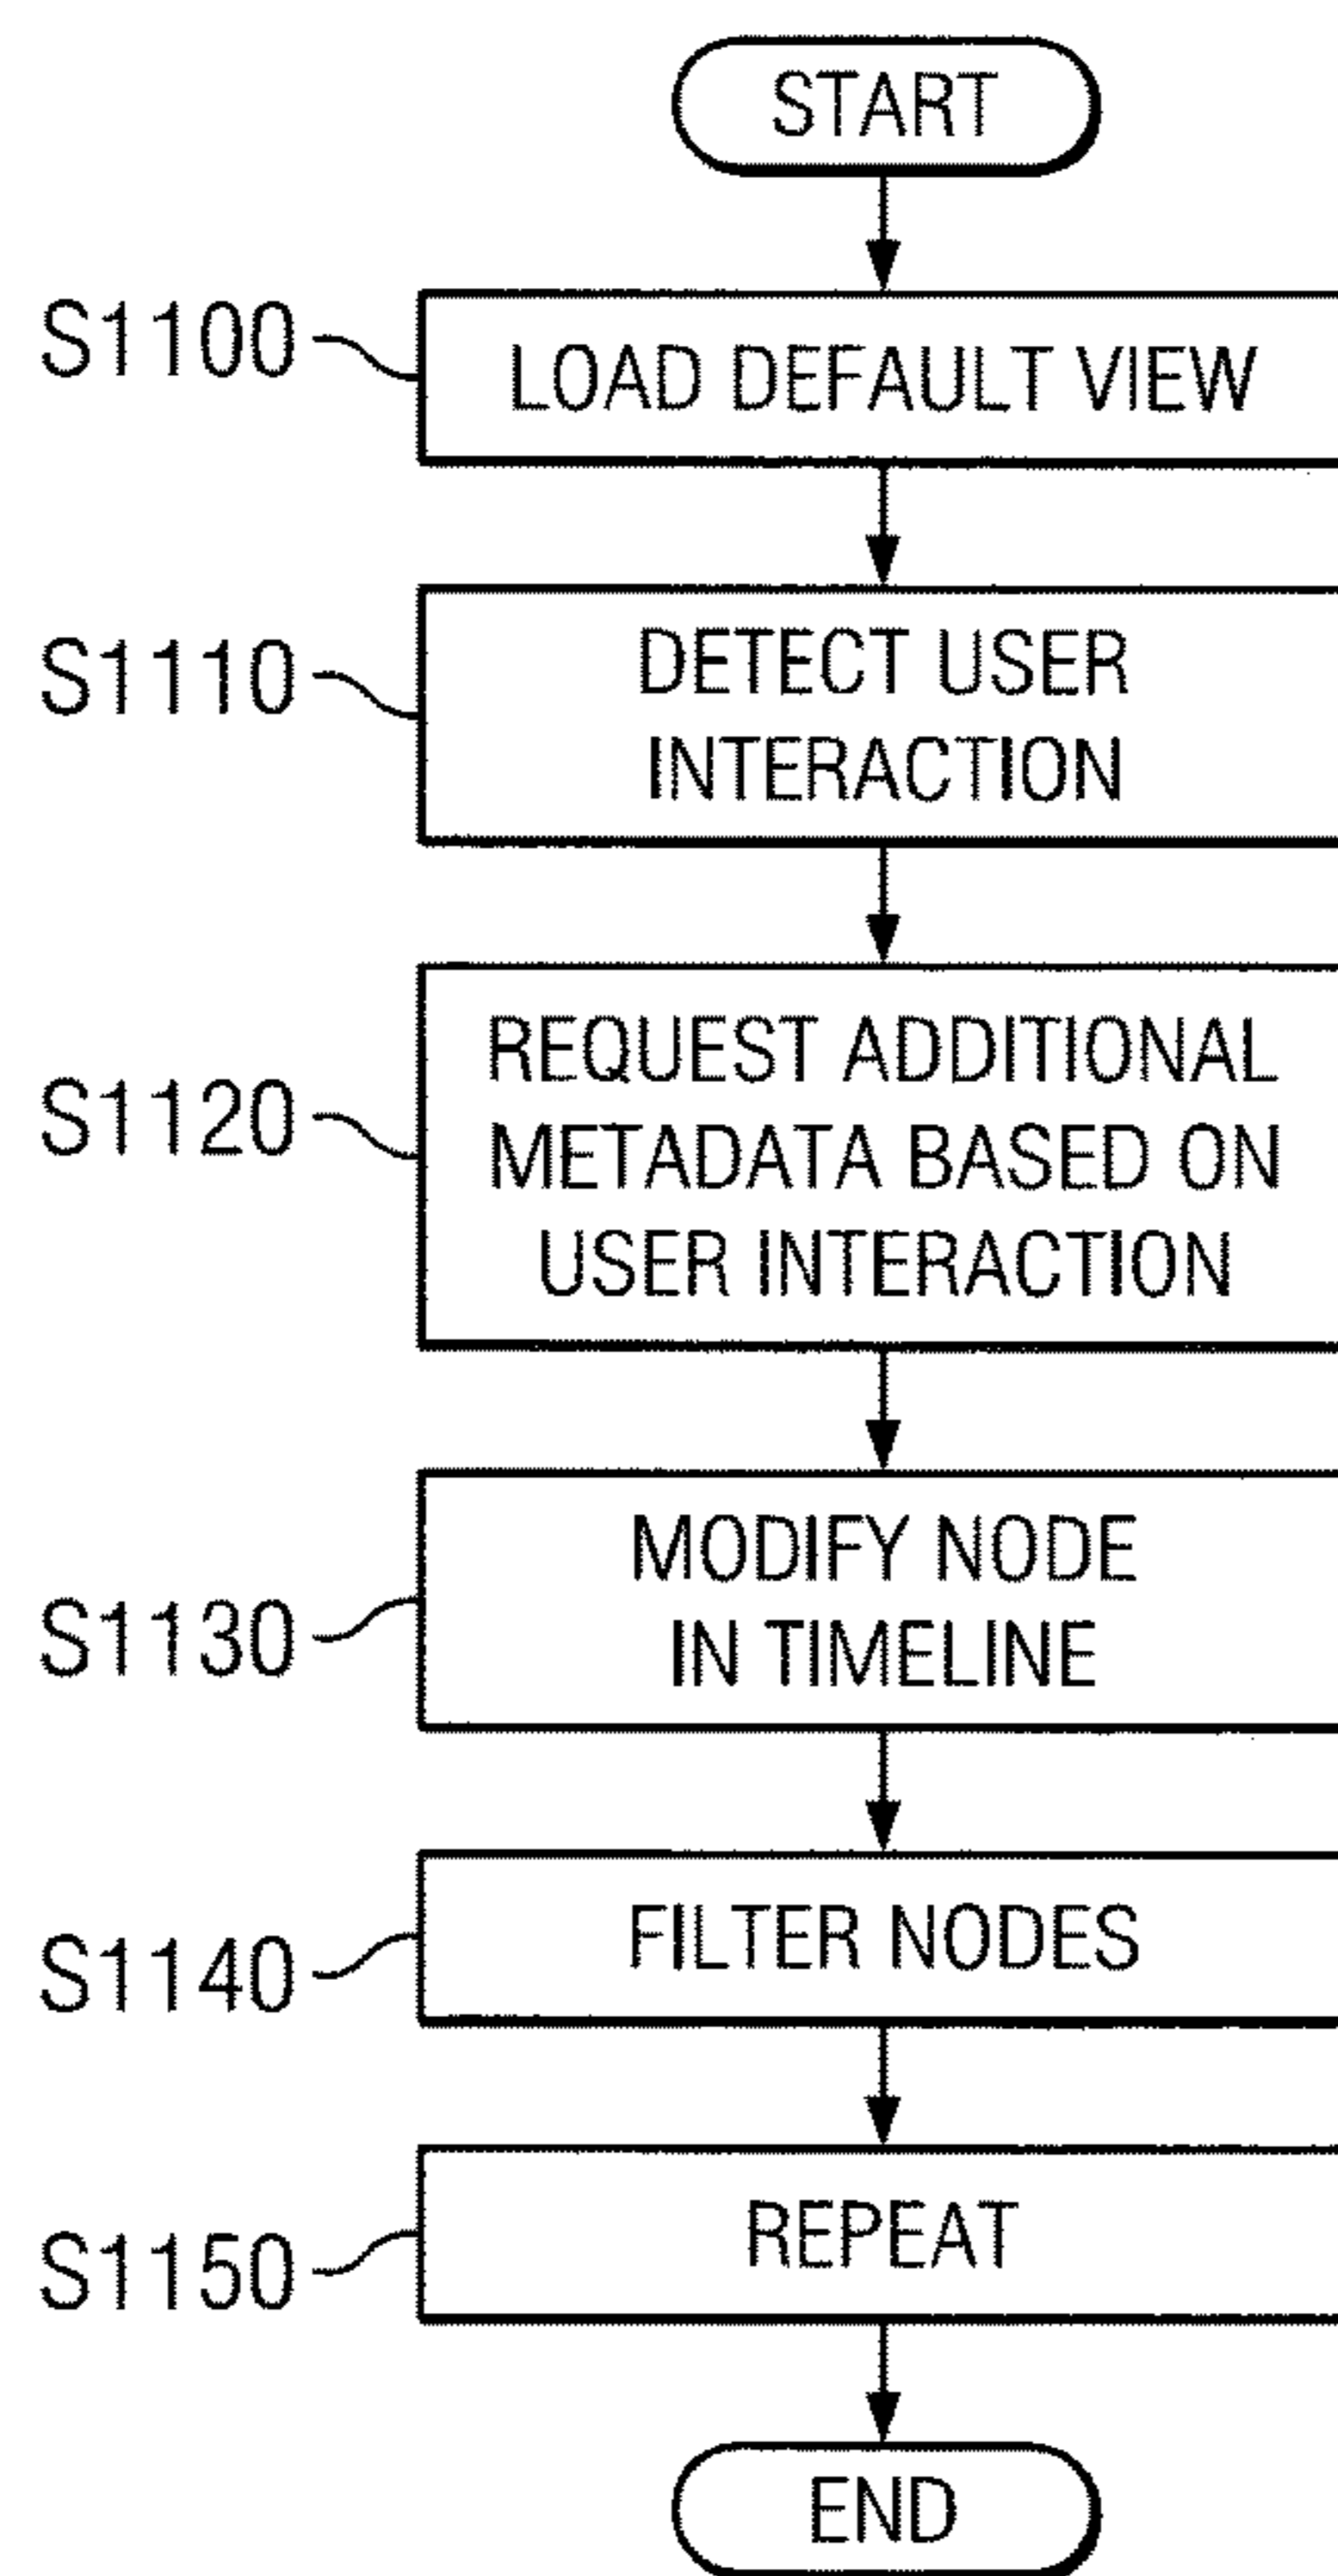 START
S1100
LOAD DEFAULT VIEW
S1110
DETECT USER
INTERACTION
S1120
REQUEST ADDITIONAL
METADATA BASED ON
USER INTERACTION
S1130
MODIFY NODE
IN TIMELINE
S1140
FILTER NODES
S1150
REPEAT
END